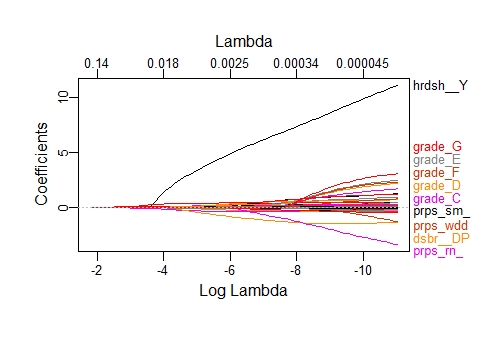 Lambda
0.14 0.018 0.0025 0.00034 0.000045
Coefficients
10
5
0
hrdsh__Y
grade_G
grade_E
grade_F
grade_D
grade_C
prps_sm_
prps_wdd
dsbr__DP
prps_rn_
-2 -4 -6 -8 -10
Log Lambda